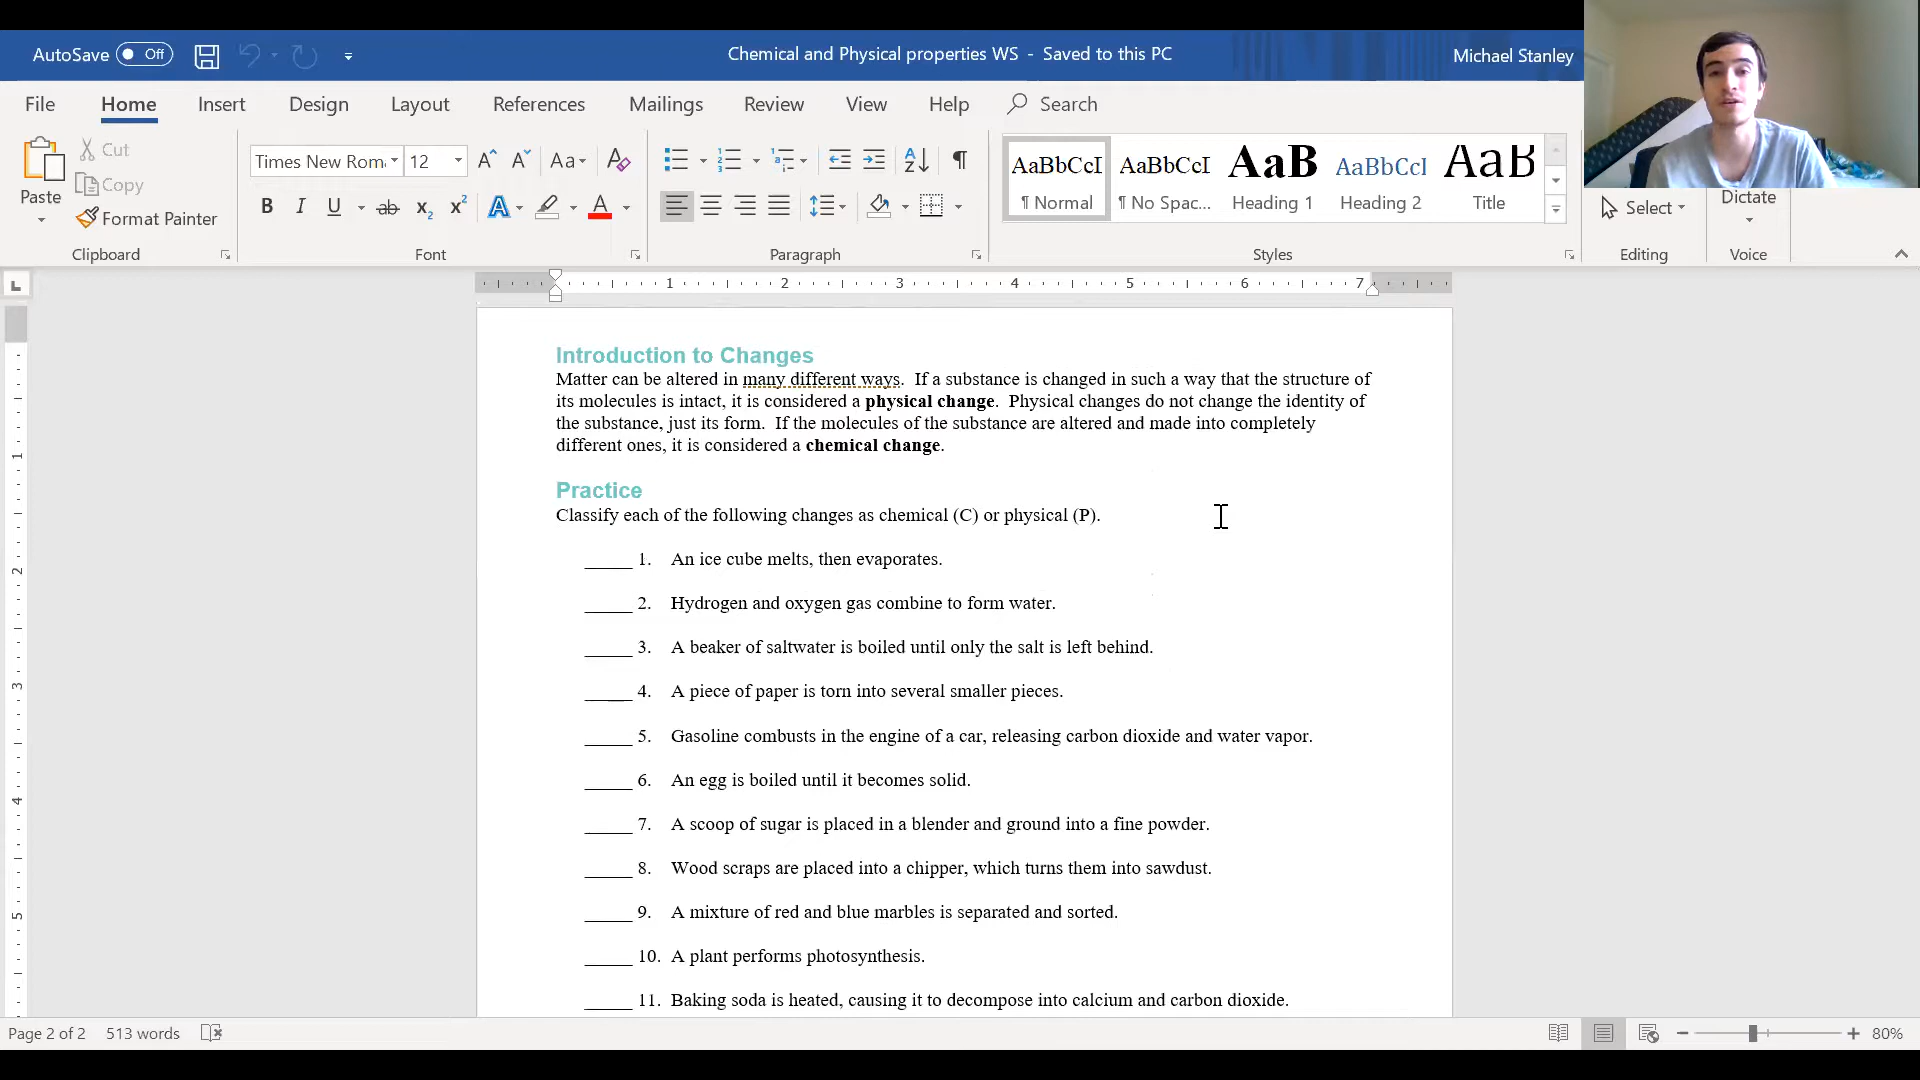 AutoSave Off
Chemical and Physical properties WS - Saved to this PC
Michael Stanley
File Home Insert Design Layout References Mailings Review View Help Search
Paste
Cut
Copy
Format Painter
Clipboard
Times New Roma
12
Font
Paragraph
AaBbCcI AaBbCcI AaB AaBbCcI AaB
¶ Normal ¶ No Spac... Heading 1 Heading 2 Title
Styles
Select
Editing
Dictate
Voice
1 2 3 4 5 6 7
Introduction to Changes
Matter can be altered in many different ways. If a substance is changed in such a way that the structure of
its molecules is intact, it is considered a physical change. Physical changes do not change the identity of
the substance, just its form. If the molecules of the substance are altered and made into completely
different ones, it is considered a chemical change.
Practice
Classify each of the following changes as chemical (C) or physical (P).
_____ 1. An ice cube melts, then evaporates.
_____ 2. Hydrogen and oxygen gas combine to form water.
_____ 3. A beaker of saltwater is boiled until only the salt is left behind.
_____ 4. A piece of paper is torn into several smaller pieces.
_____ 5. Gasoline combusts in the engine of a car, releasing carbon dioxide and water vapor.
_____ 6. An egg is boiled until it becomes solid.
_____ 7. A scoop of sugar is placed in a blender and ground into a fine powder.
_____ 8. Wood scraps are placed into a chipper, which turns them into sawdust.
_____ 9. A mixture of red and blue marbles is separated and sorted.
_____ 10. A plant performs photosynthesis.
_____ 11. Baking soda is heated, causing it to decompose into calcium and carbon dioxide.
1
2
3
4
5
Page 2 of 2 513 words
80%